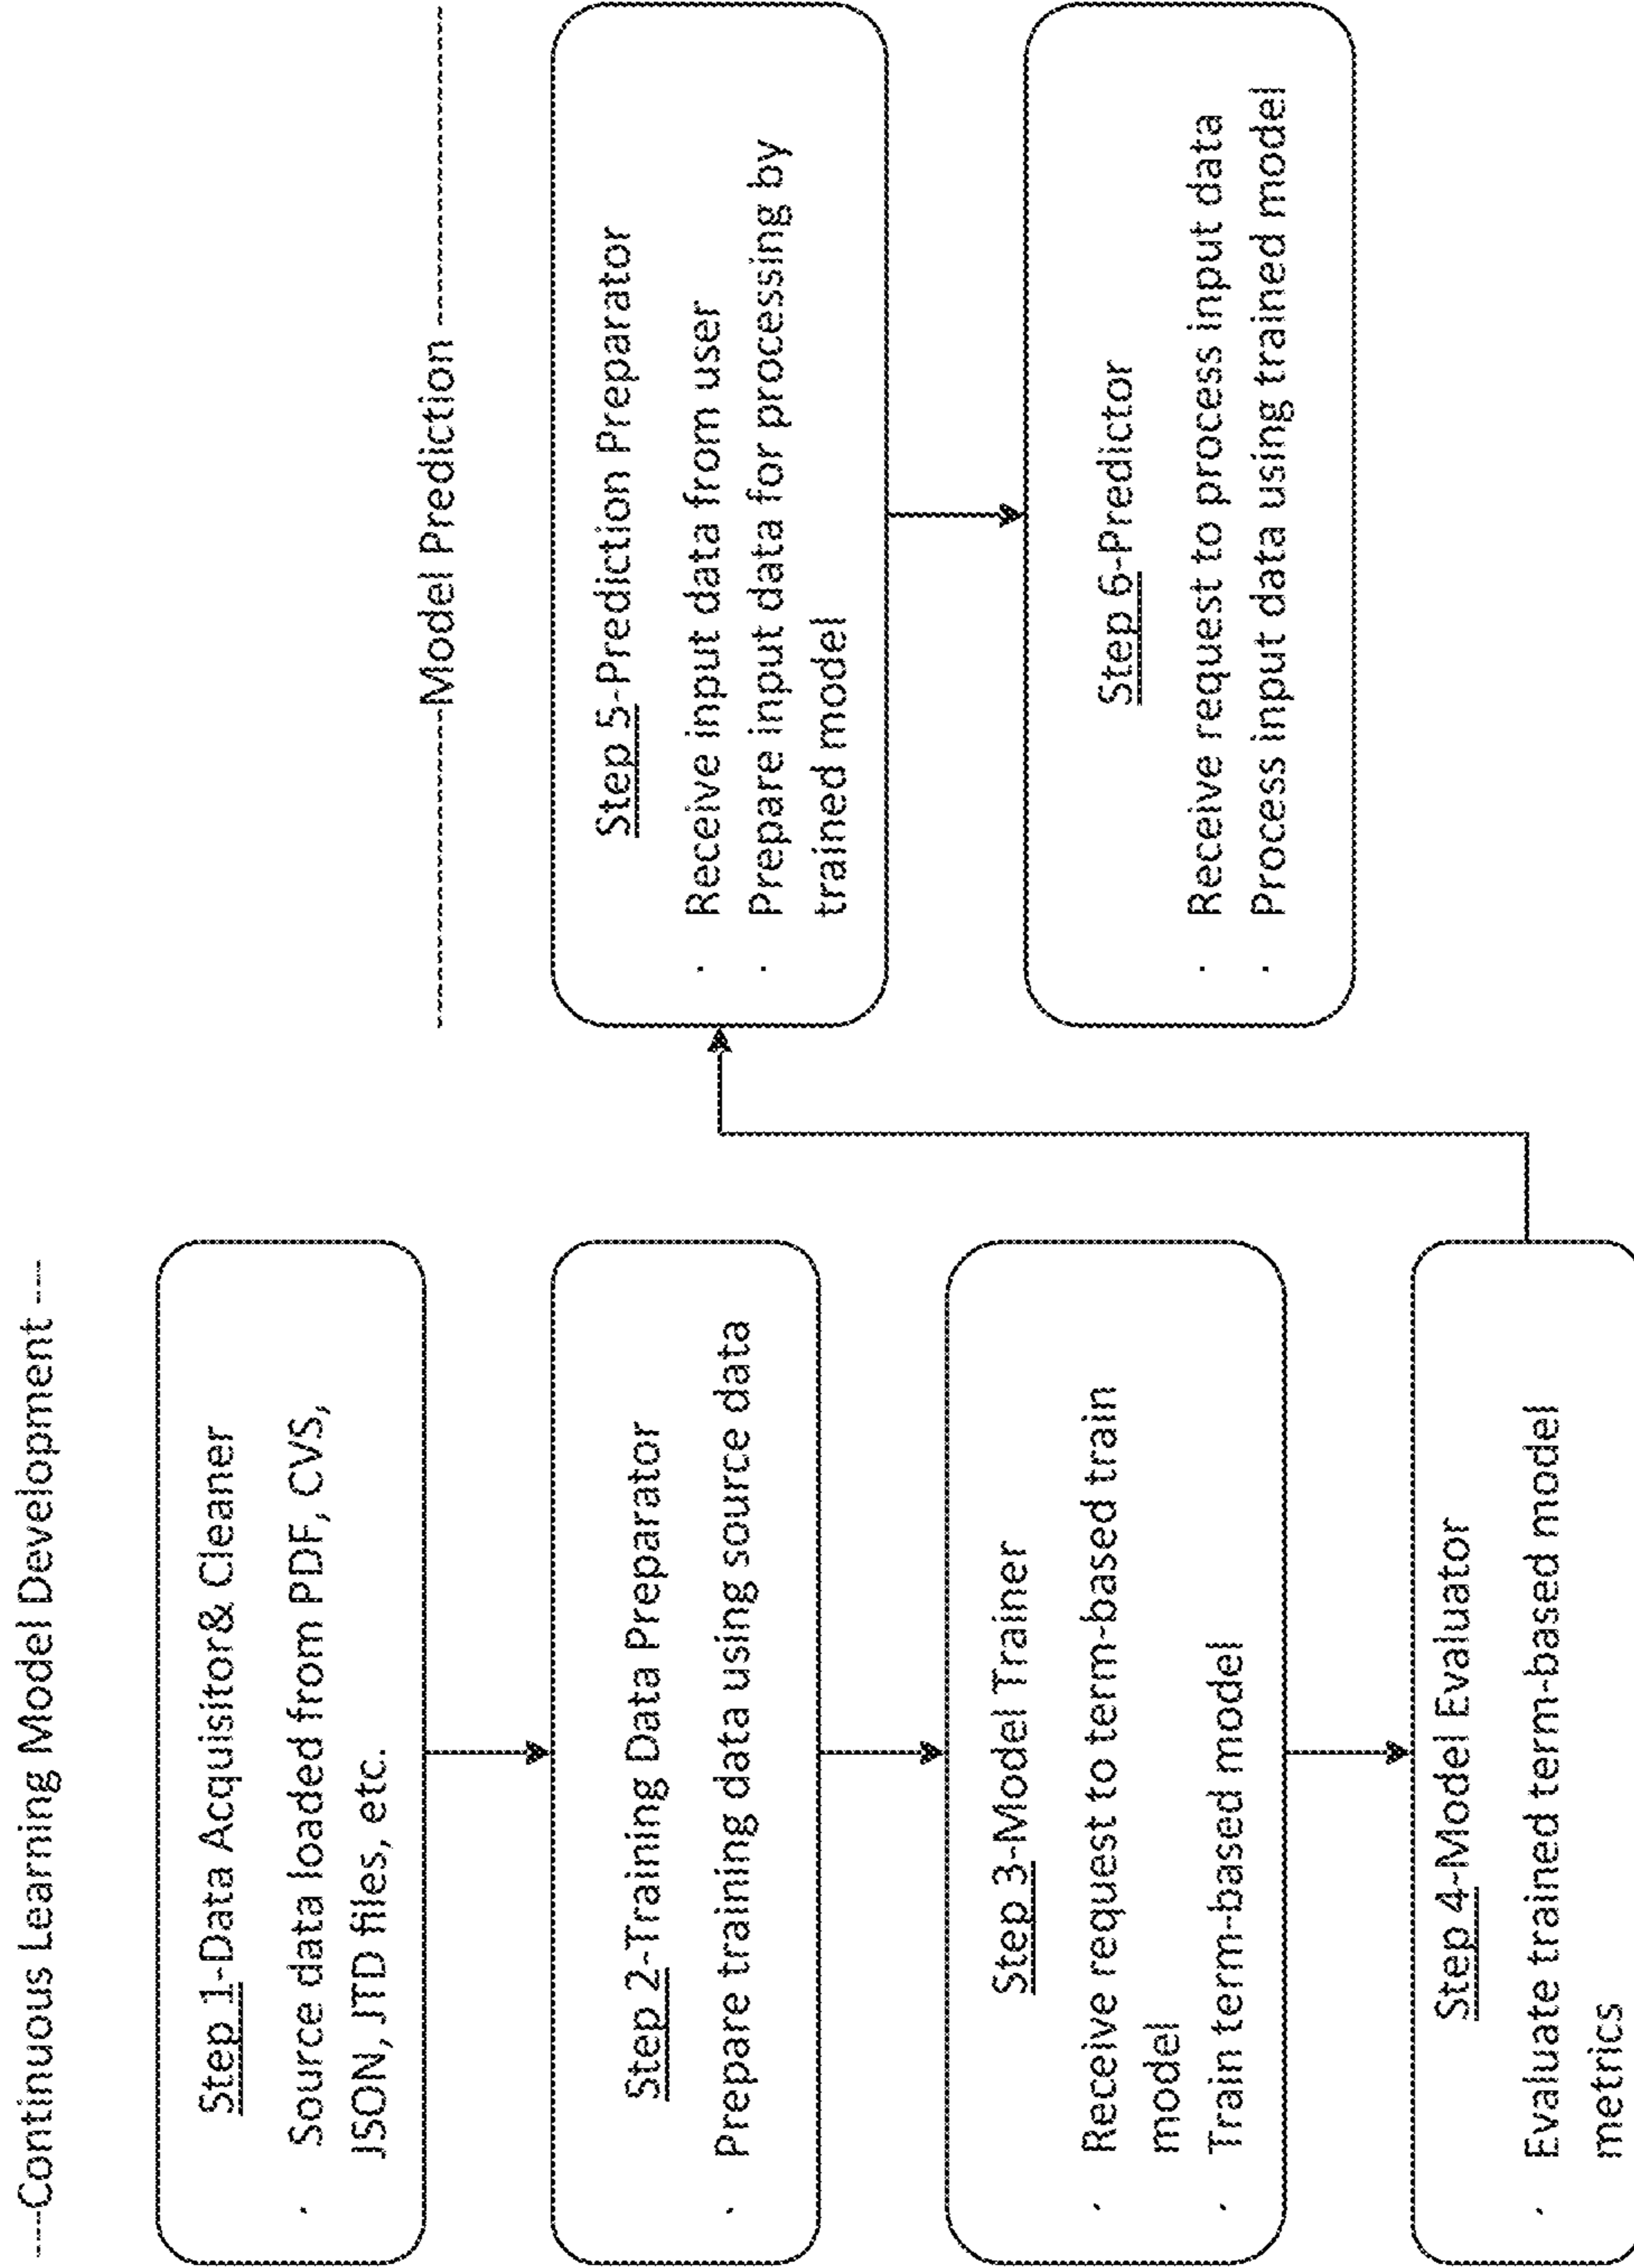 ----Continuous Learning Model Development ---
Step 1-Data Acquisitor& Cleaner
· Source data loaded from PDF, CVS,
JSON, JTD files, etc.
Step 2-Training Data Preparator
· Prepare training data using source data
Step 3-Model Trainer
· Receive request to term-based train
model
· Train term-based model
Step 4-Model Evaluator
· Evaluate trained term-based model
metrics
--------------------Model Prediction --------------------
Step 5-Prediction Preparator
· Receive input data from user
· Prepare input data for processing by
trained model
Step 6-Predictor
· Receive request to process input data
· Process input data using trained model